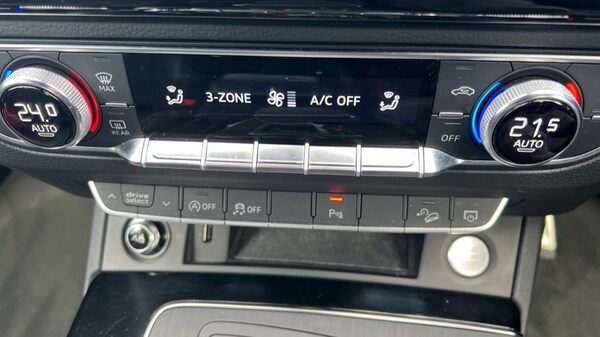 MAX
REAR
24.0
AUTO
3-ZONE
A/C OFF
OFF
21.5
AUTO
drive
select
A OFF
OFF
P